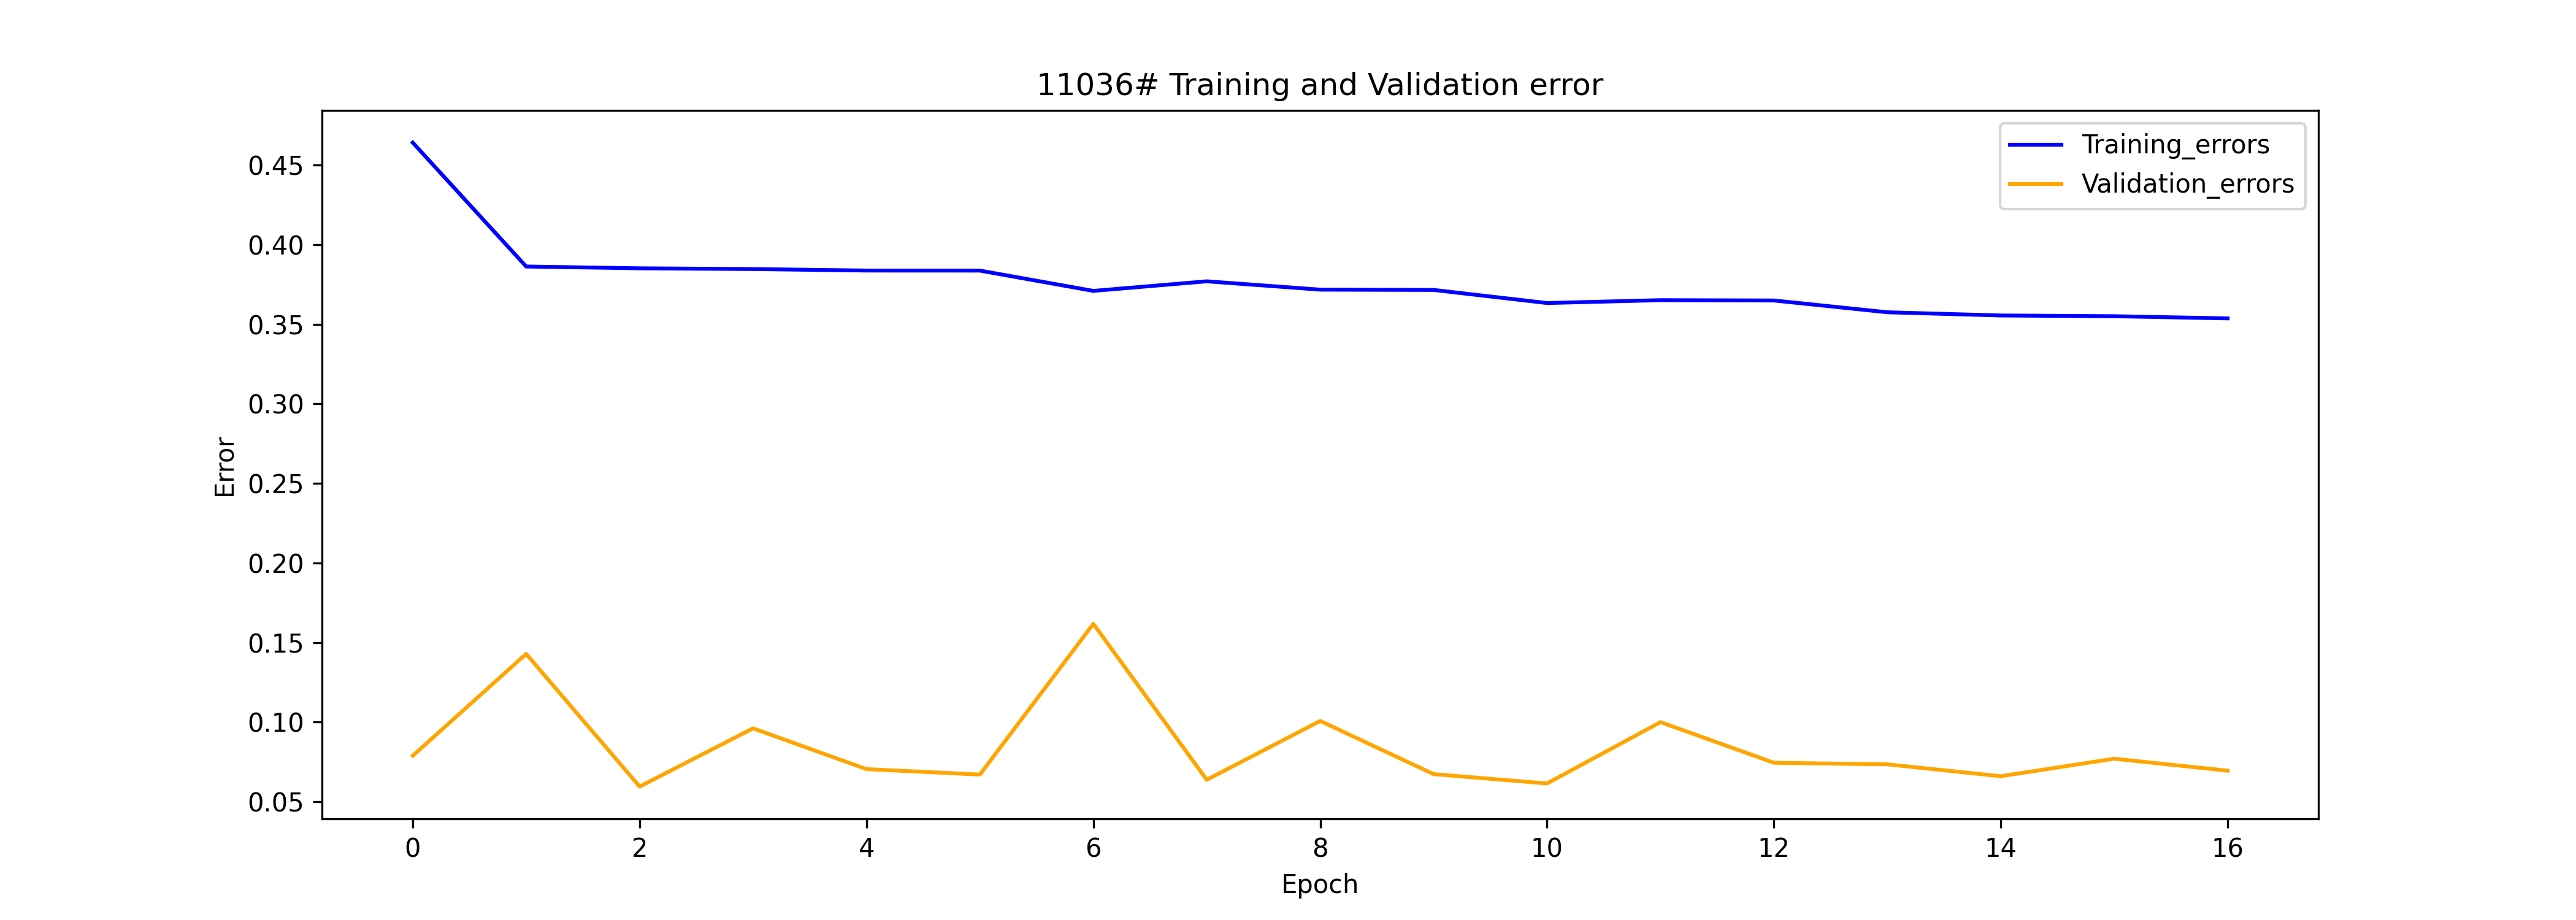 11036# Training and Validation error
Training_errors
Validation_errors
0.45
0.40
0.35
0.30
0.25
0.20
0.15
0.10
0.05
Error
0 2 4 6 8 10 12 14 16
Epoch